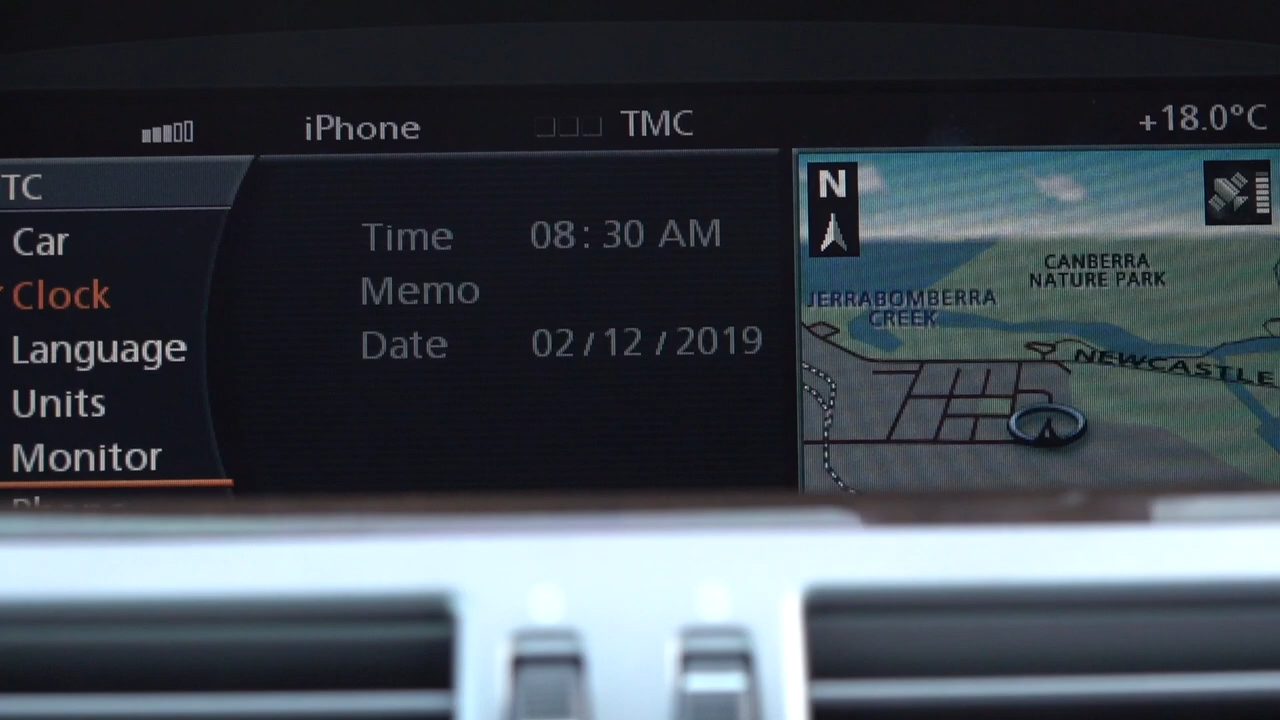 iPhone
TMC
+18.0°C
TC
Car
Clock
Language
Units
Monitor
Phone
Time 08:30 AM
Memo
Date 02/12/2019
N
CANBERRA
NATURE PARK
JERRABOMBERRA
CREEK
NEWCASTLE